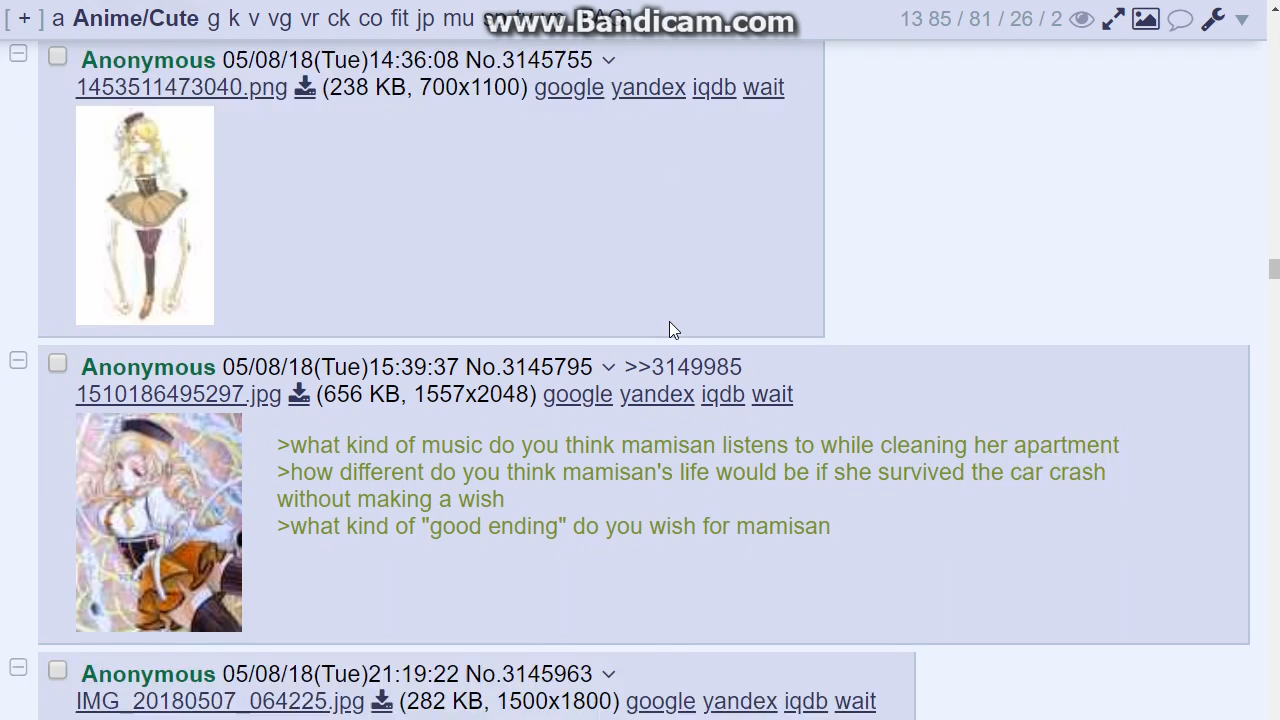 [ + ] a Anime/Cute g k v vg vr ck co fit jp mu
www.Bandicam.com
13 85 / 81 / 26 / 2
Anonymous 05/08/18(Tue)14:36:08 No.3145755
1453511473040.png (238 KB, 700x1100) google yandex iqdb wait
Anonymous 05/08/18(Tue)15:39:37 No.3145795 >>3149985
1510186495297.jpg (656 KB, 1557x2048) google yandex iqdb wait
>what kind of music do you think mamisan listens to while cleaning her apartment
>how different do you think mamisan's life would be if she survived the car crash
without making a wish
>what kind of "good ending" do you wish for mamisan
Anonymous 05/08/18(Tue)21:19:22 No.3145963
IMG_20180507_064225.jpg (282 KB, 1500x1800) google yandex iqdb wait